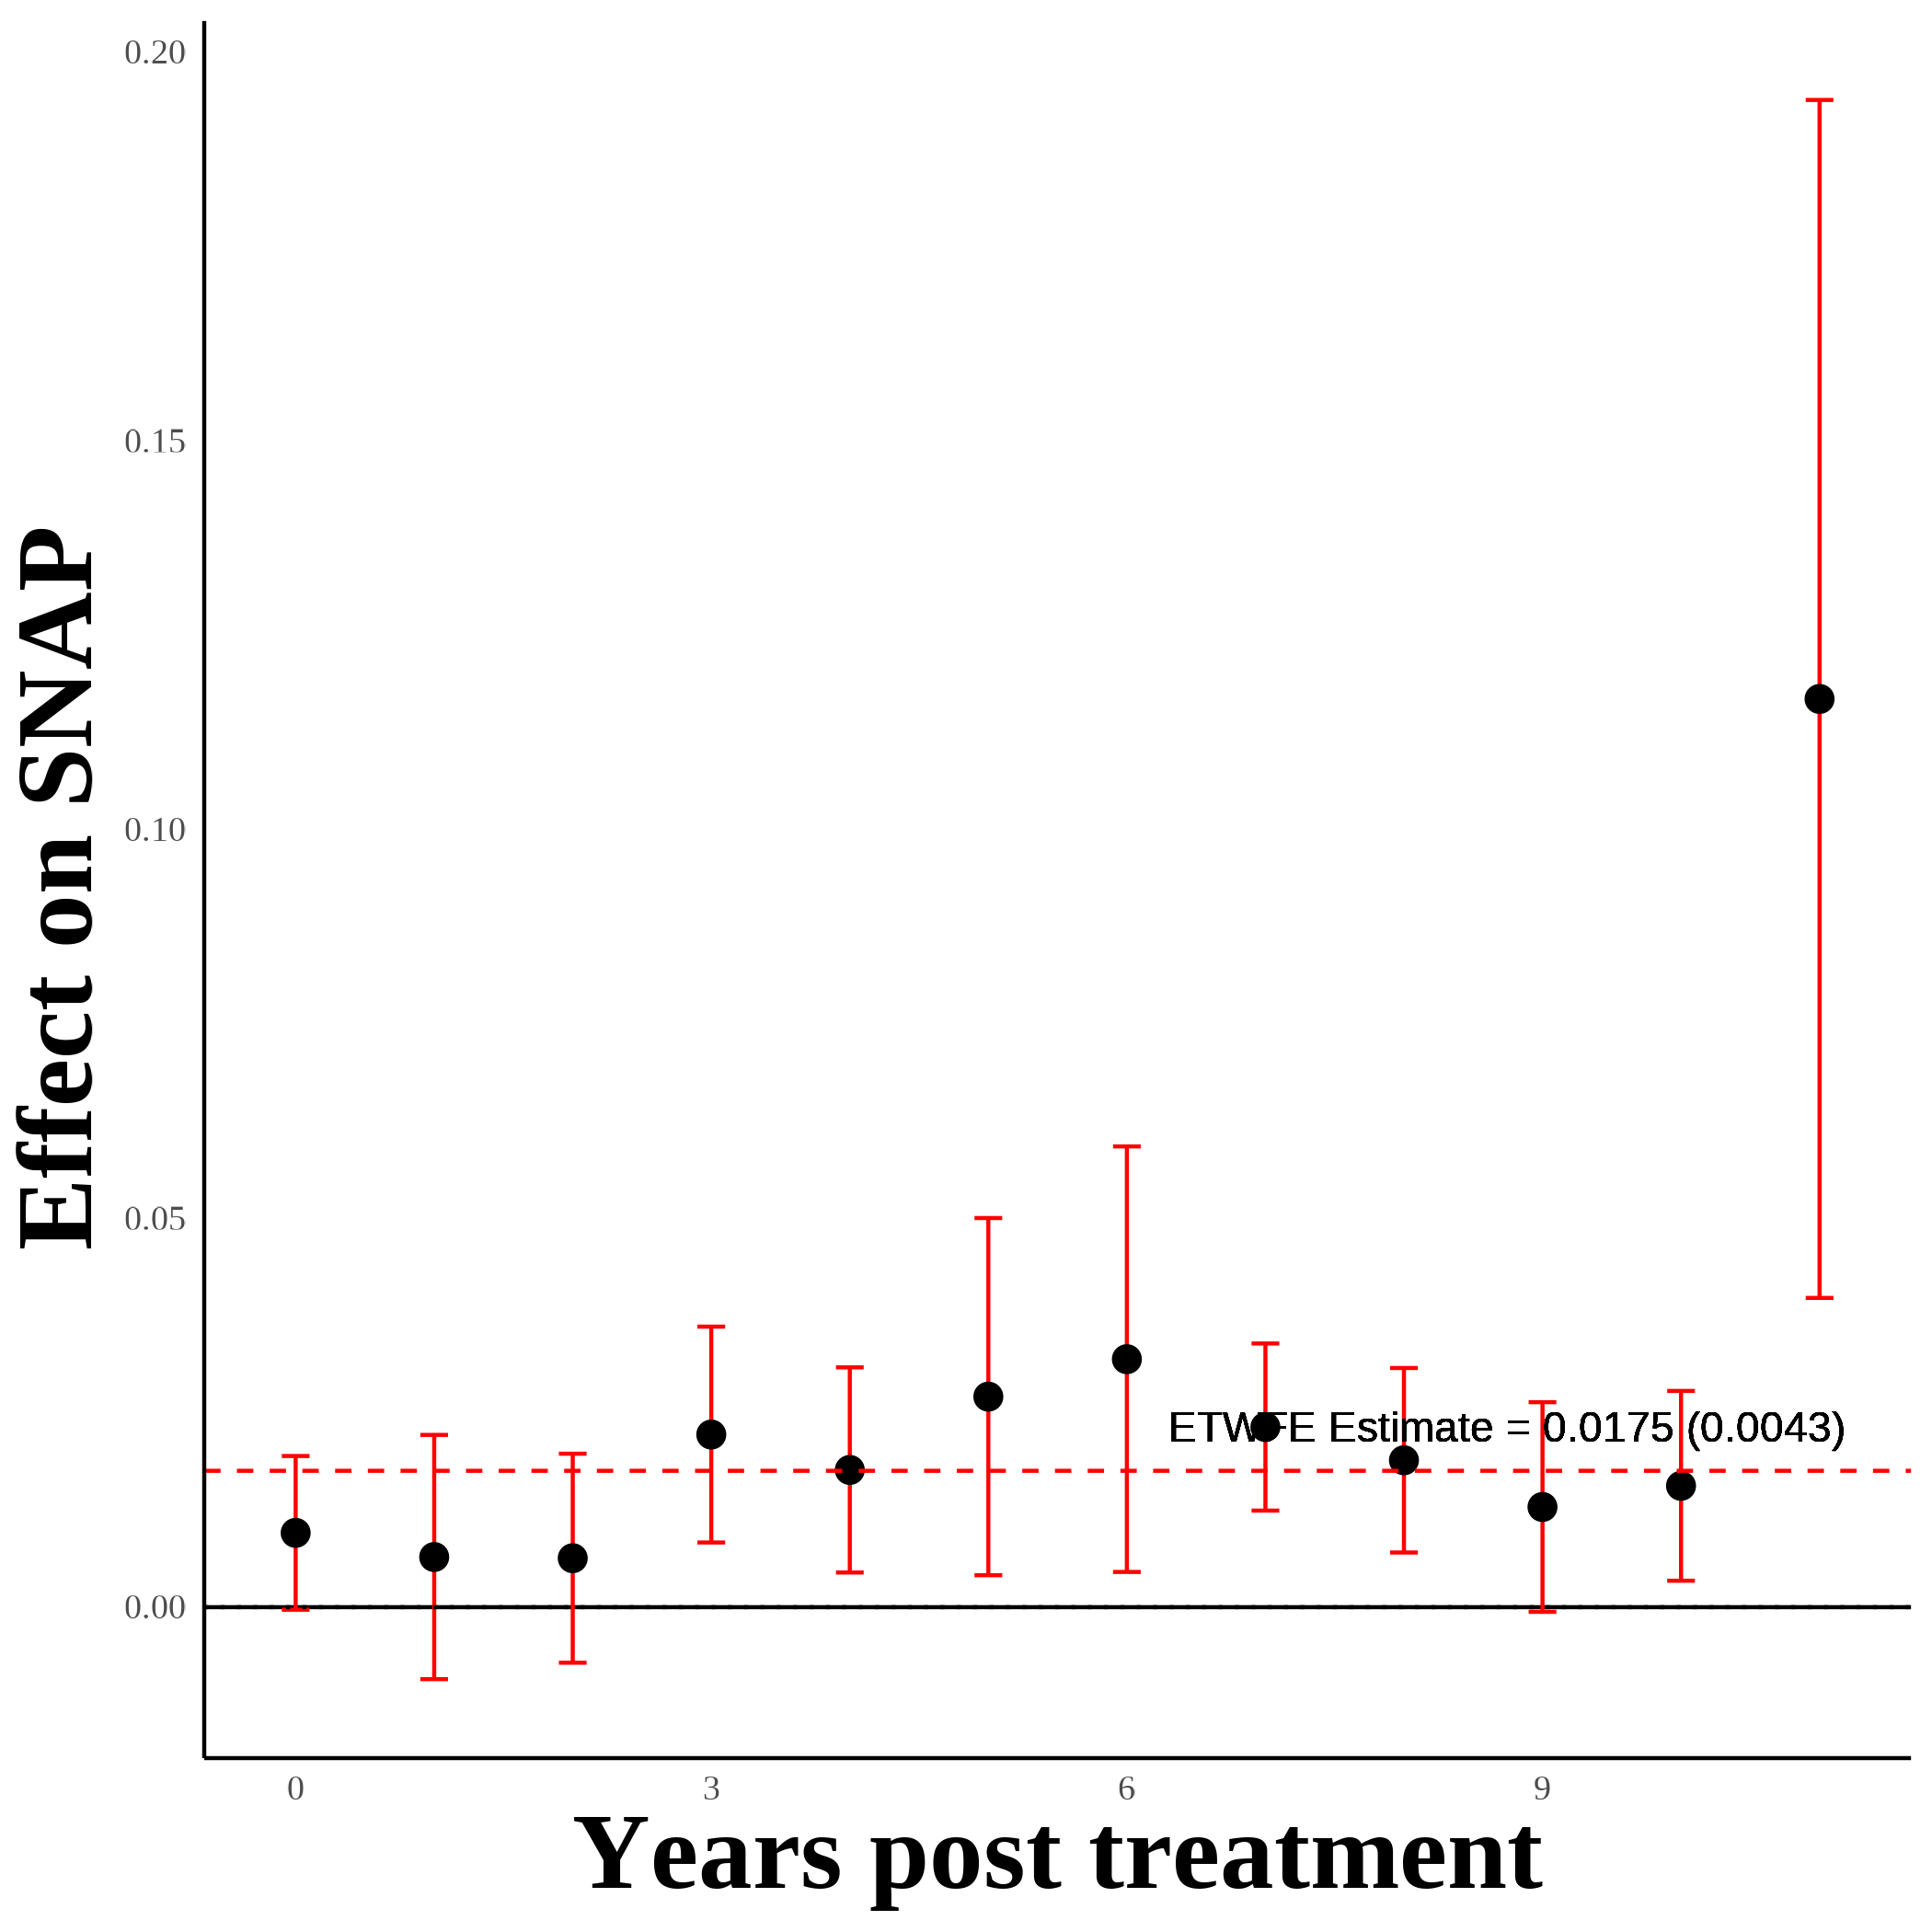 Effect on SNAP
0.20
0.15
0.10
0.05
0.00
ETWFE Estimate = 0.0175 (0.0043)
0 3 6 9
Years post treatment